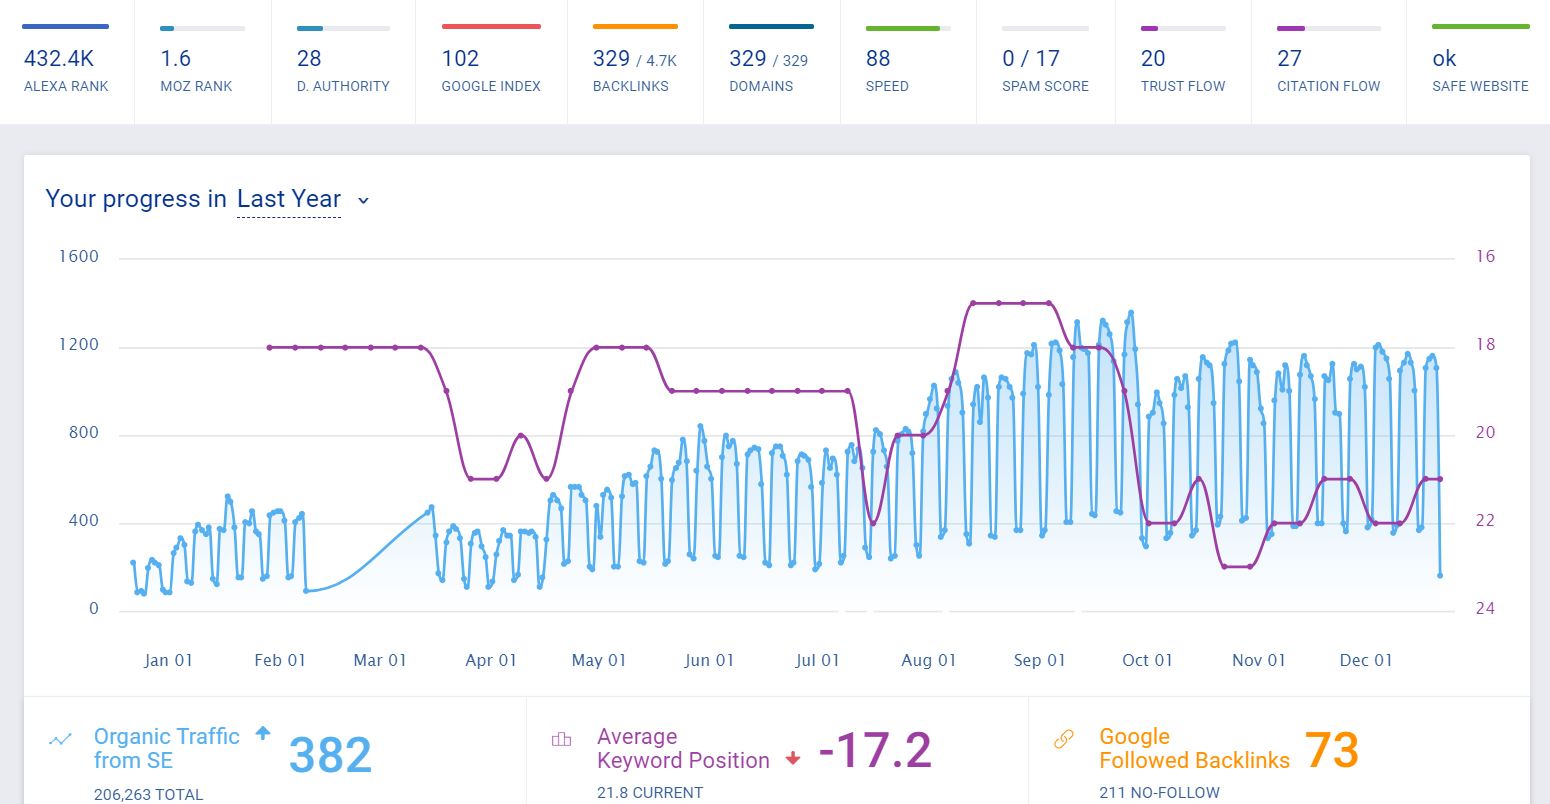 432.4K 1.6 28 102 329 / 4.7K 329 / 329 88 0 / 17 20 27 ok
ALEXA RANK MOZ RANK D. AUTHORITY GOOGLE INDEX BACKLINKS DOMAINS SPEED SPAM SCORE TRUST FLOW CITATION FLOW SAFE WEBSITE
Your progress in Last Year
1600 16
1200 18
800 20
400 22
0 24
Jan 01 Feb 01 Mar 01 Apr 01 May 01 Jun 01 Jul 01 Aug 01 Sep 01 Oct 01 Nov 01 Dec 01
Organic Traffic
from SE
382
206,263 TOTAL
Average
Keyword Position
-17.2
21.8 CURRENT
Google
Followed Backlinks
73
211 NO-FOLLOW